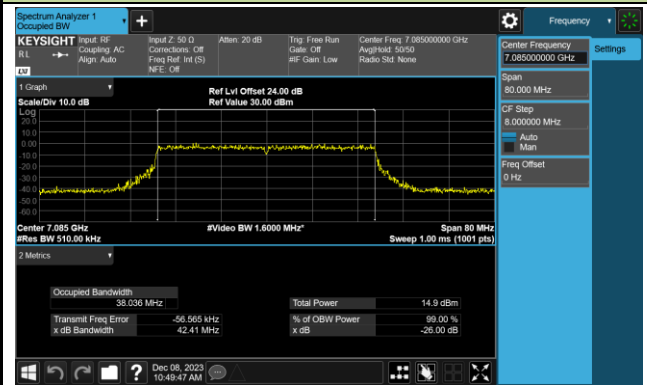 Spectrum Analyzer 1
Occupied BW
Frequency
KEYSIGHT
RL
LXI
Input: RF
Coupling: AC
Align: Auto
Input Z: 50 Ω
Corrections: Off
Freq Ref: Int (S)
NFE: Off
Atten: 20 dB
Trig: Free Run
Gate: Off
#IF Gain: Low
Center Freq: 7.085000000 GHz
Avg|Hold: 50/50
Radio Std: None
Center Frequency
7.085000000 GHz
Settings
Span
80.000 MHz
CF Step
8.000000 MHz
Auto
Man
Freq Offset
0 Hz
1 Graph
Scale/Div 10.0 dB
Ref Lvl Offset 24.00 dB
Ref Value 30.00 dBm
Log
20.0
10.0
0.00
-10.0
-20.0
-30.0
-40.0
-50.0
-60.0
Center 7.085 GHz
#Video BW 1.6000 MHz*
Span 80 MHz
#Res BW 510.00 kHz
Sweep 1.00 ms (1001 pts)
2 Metrics
Occupied Bandwidth
38.036 MHz
Total Power 14.9 dBm
Transmit Freq Error -56.565 kHz
% of OBW Power 99.00 %
x dB Bandwidth 42.41 MHz
x dB -26.00 dB
Dec 08, 2023
10:49:47 AM